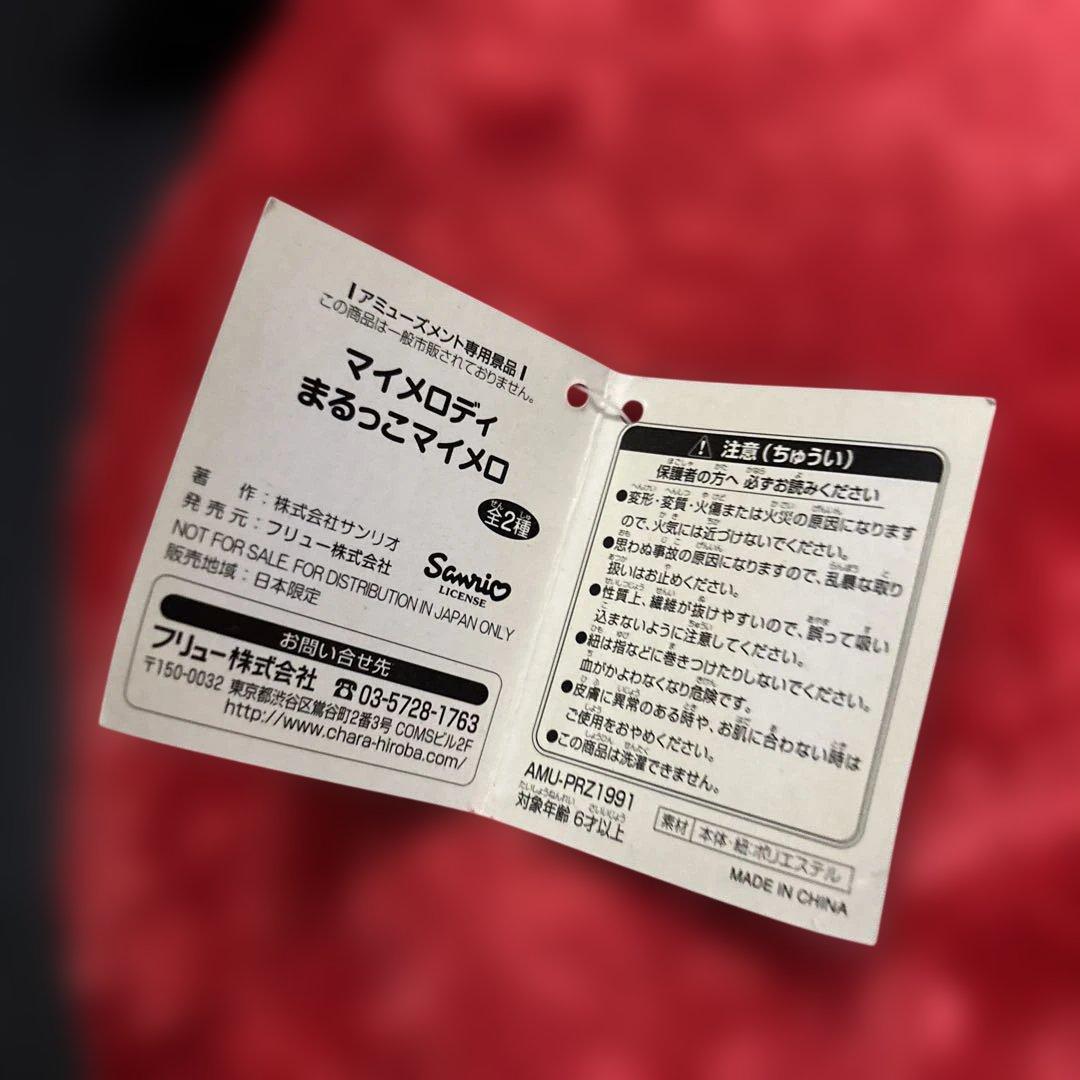 アミューズメント専用景品
この商品は一般市販されておりません。
マイメロディ
まるっこマイメロ
全2種
著 作:株式会社サンリオ
発売元:フリュー株式会社
NOT FOR SALE FOR DISTRIBUTION IN JAPAN ONLY
販売地域:日本限定
Sanrio
LICENSE
お問い合せ先
フリュー株式会社 ☎03-5728-1763
〒150-0032 東京都渋谷区鶯谷町2番3号 COMSビル2F
http://www.chara-hiroba.com/
⚠ 注意(ちゅうい)
保護者の方へ 必ずお読みください
●変形・変質・火傷または火災の原因になります
ので、火気には近づけないでください。
●思わぬ事故の原因になりますので、乱暴な取り
扱いはお止めください。
●性質上、繊維が抜けやすいので、誤って吸い
込まないように注意してください。
●紐は指などに巻きつけたりしないでください。
血がかよわなくなり危険です。
●皮膚に異常のある時や、お肌に合わない時は
ご使用をおやめください。
●この商品は洗濯できません。
AMU-PRZ1991
対象年齢 6才以上
素材 本体・紐:ポリエステル
MADE IN CHINA